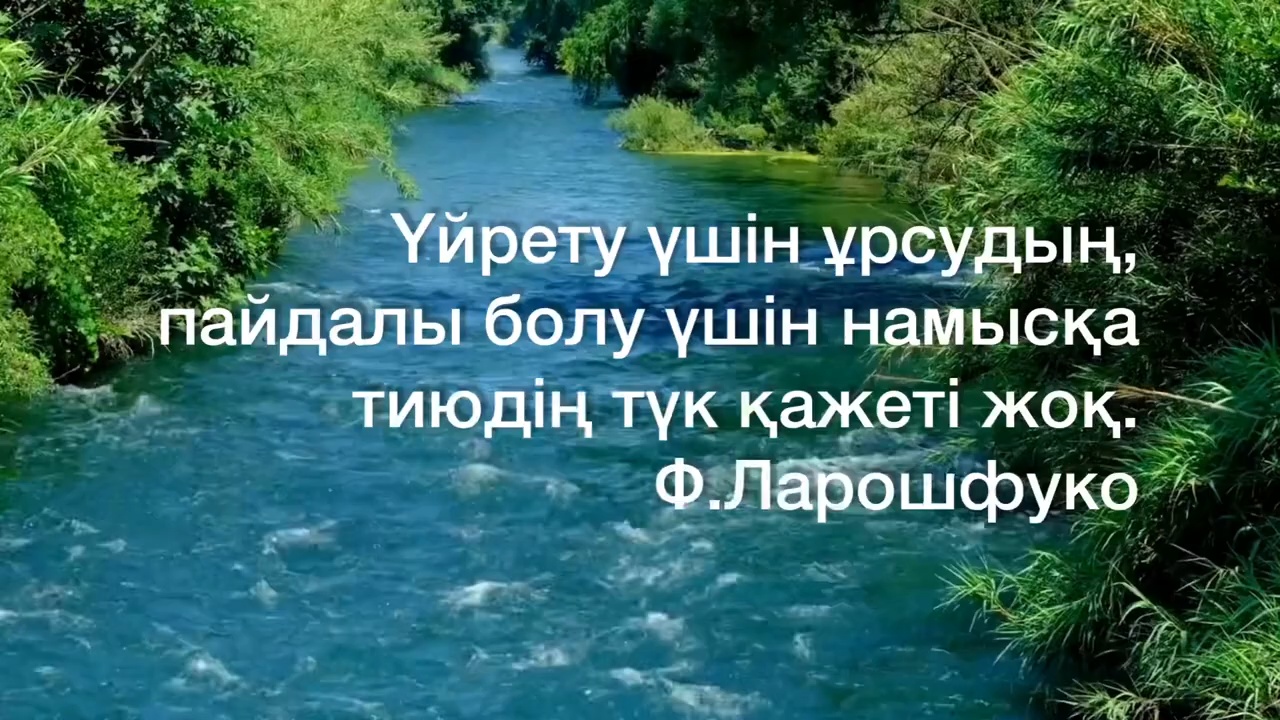 Үйрету үшін ұрсудың,
пайдалы болу үшін намысқа
тиюдің түк қажеті жоқ.
Ф.Ларошфуко